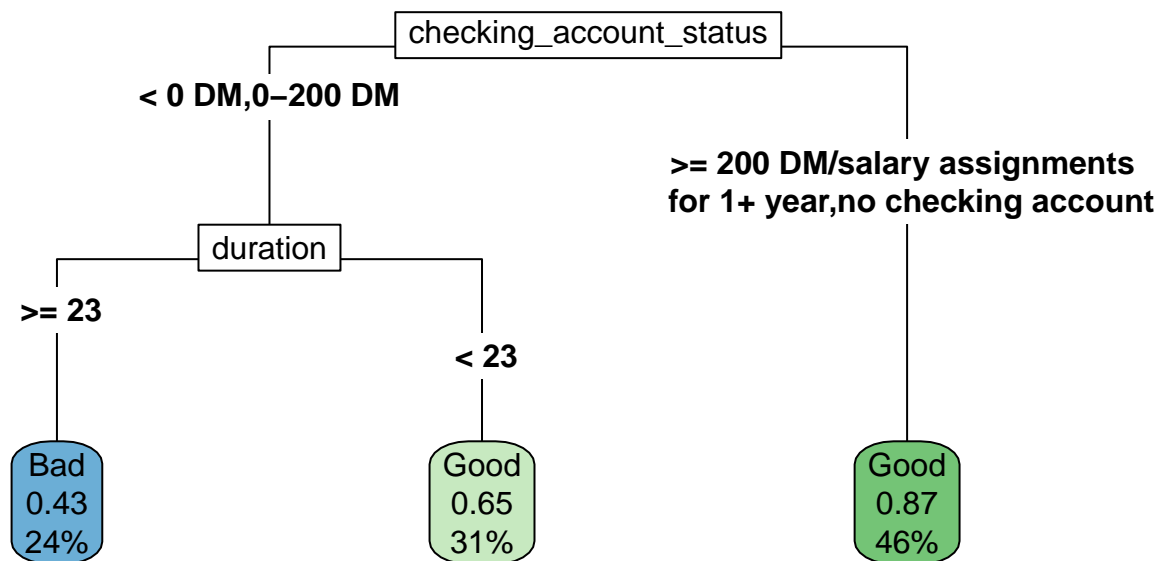 checking_account_status
< 0 DM,0–200 DM
>= 200 DM/salary assignments
for 1+ year,no checking account
duration
>= 23
< 23
Bad
0.43
24%
Good
0.65
31%
Good
0.87
46%